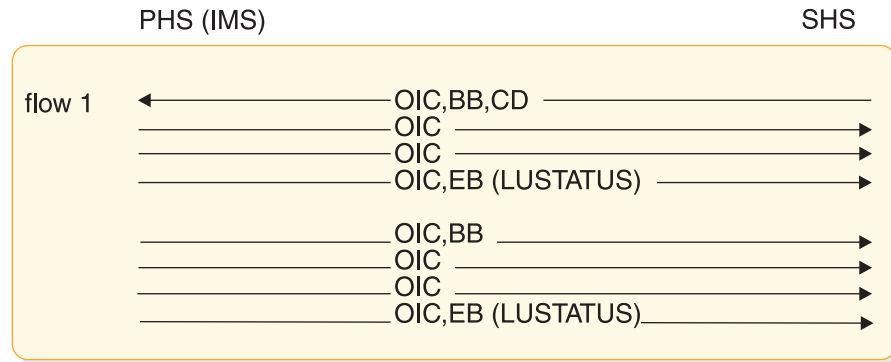 PHS (IMS) SHS
flow 1 OIC,BB,CD
OIC
OIC
OIC,EB (LUSTATUS)
OIC,BB
OIC
OIC
OIC,EB (LUSTATUS)